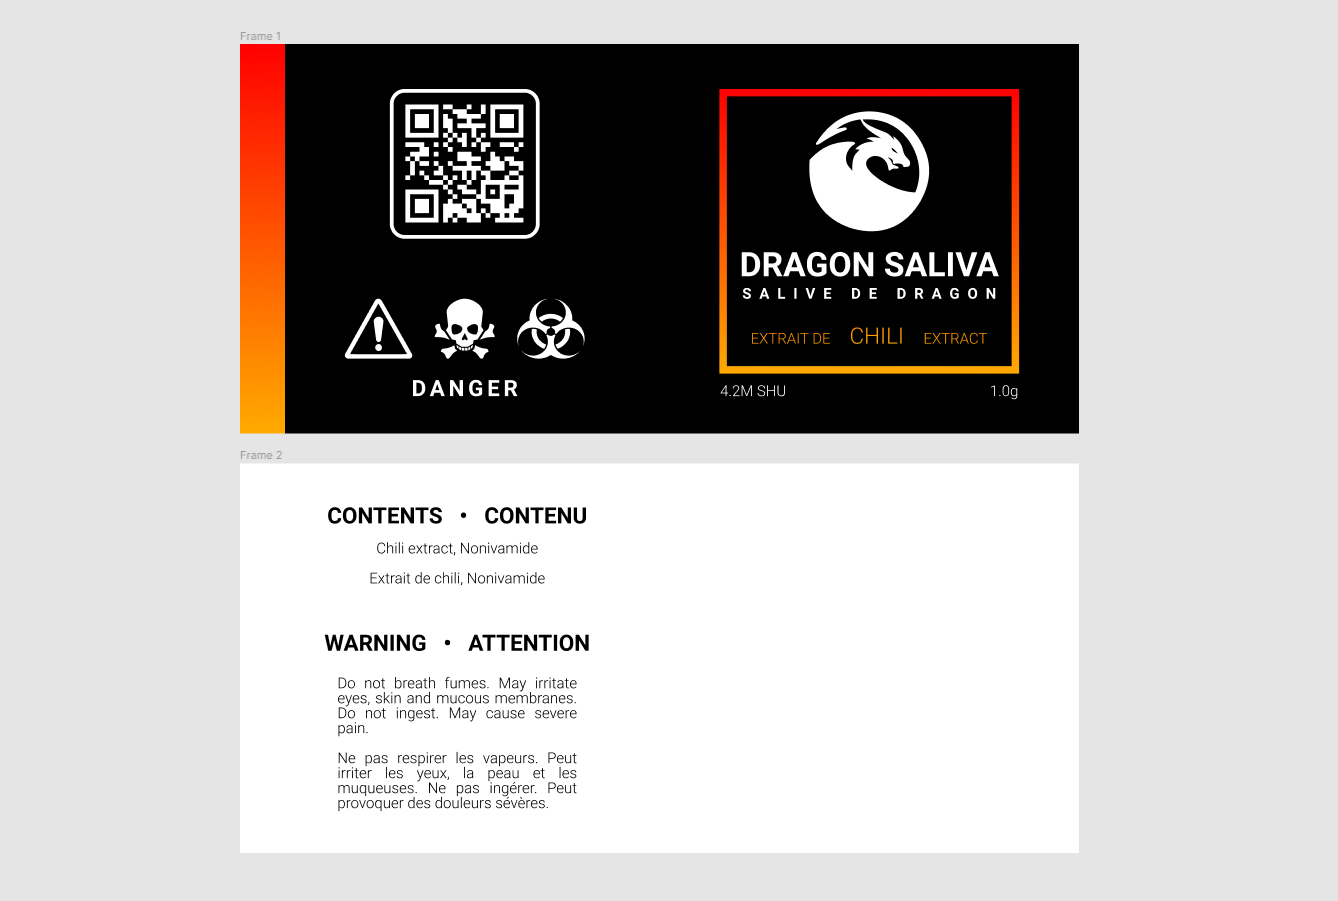 Frame 1
DANGER
DRAGON SALIVA
SALIVE DE DRAGON
EXTRAIT DE CHILI EXTRACT
4.2M SHU 1.0g
Frame 2
CONTENTS • CONTENU
Chili extract, Nonivamide
Extrait de chili, Nonivamide
WARNING • ATTENTION
Do not breath fumes. May irritate
eyes, skin and mucous membranes.
Do not ingest. May cause severe
pain.
Ne pas respirer les vapeurs. Peut
irriter les yeux, la peau et les
muqueuses. Ne pas ingérer. Peut
provoquer des douleurs sévères.